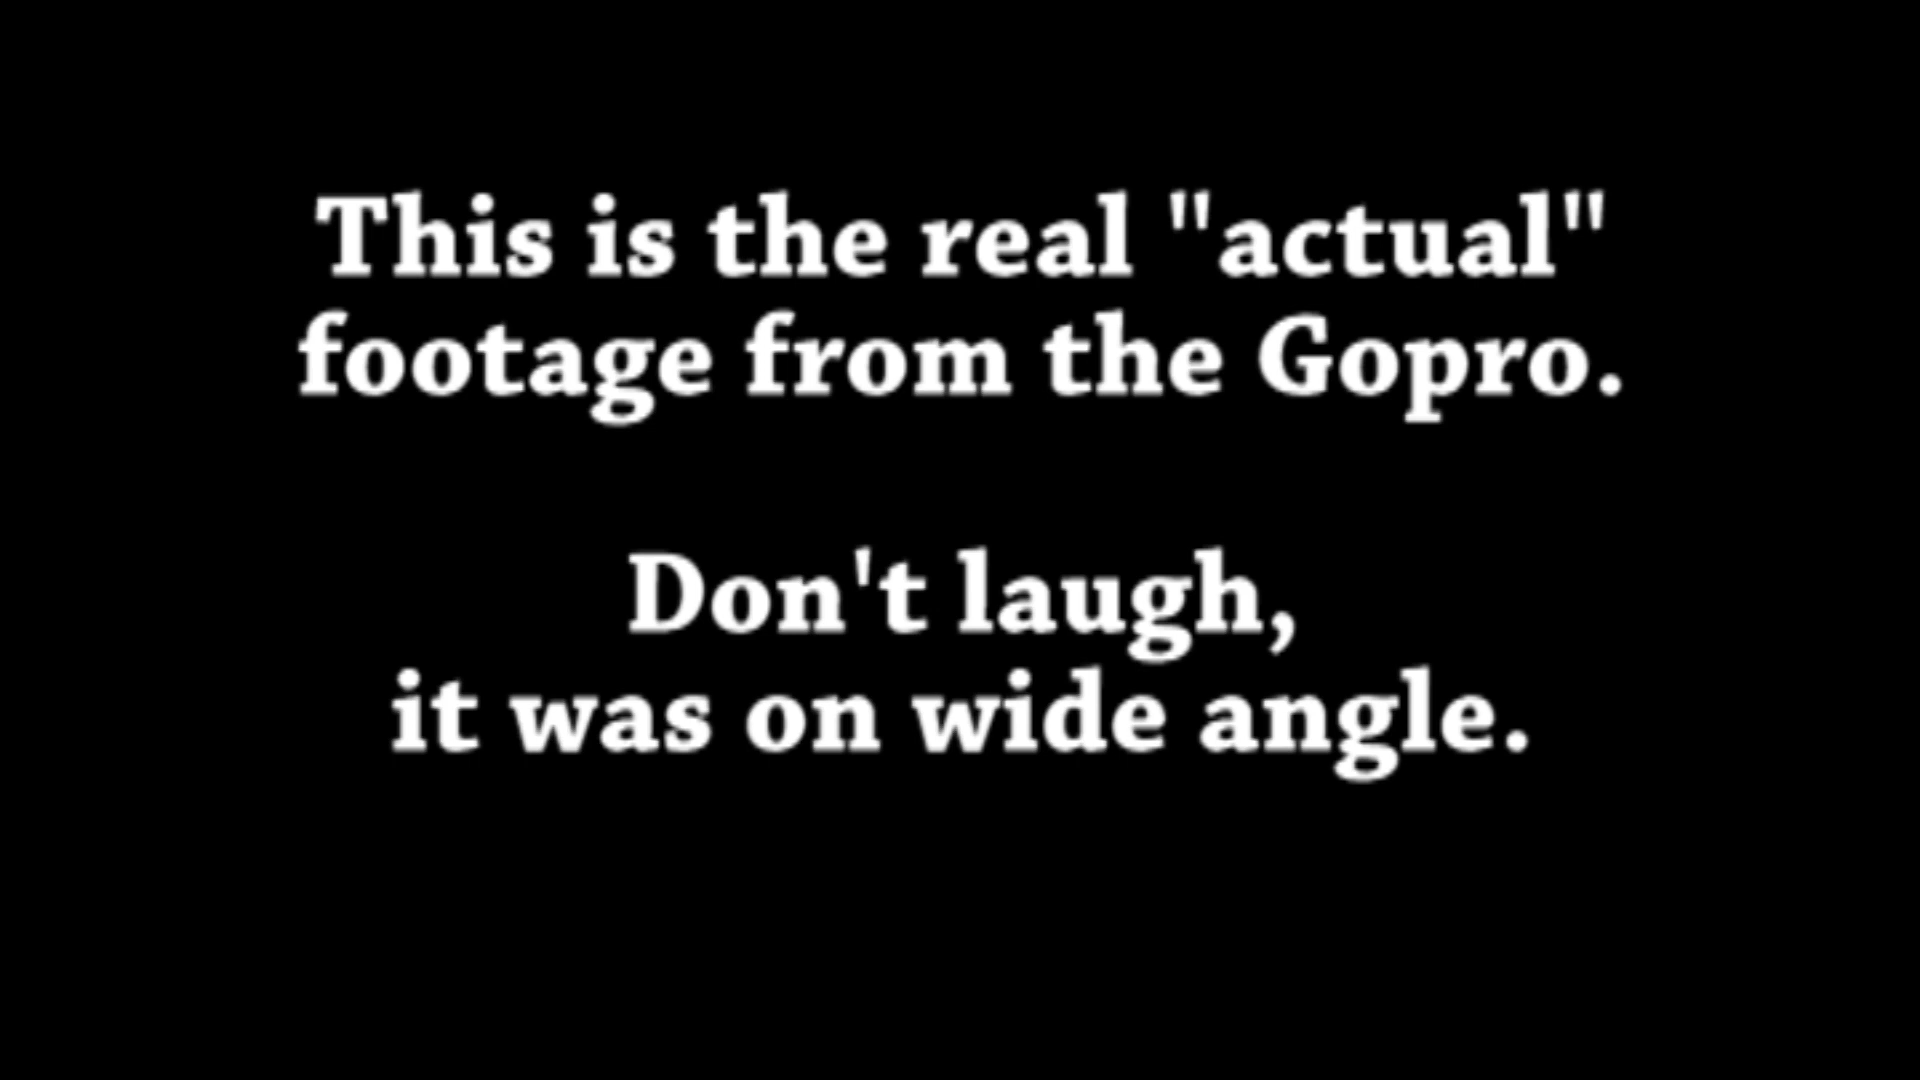 This is the real "actual"
footage from the Gopro.
Don't laugh,
it was on wide angle.